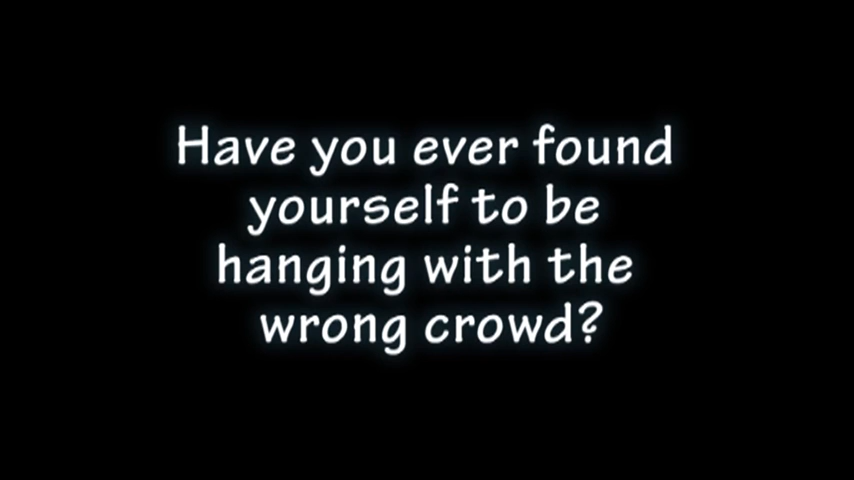 Have you ever found
yourself to be
hanging with the
wrong crowd?